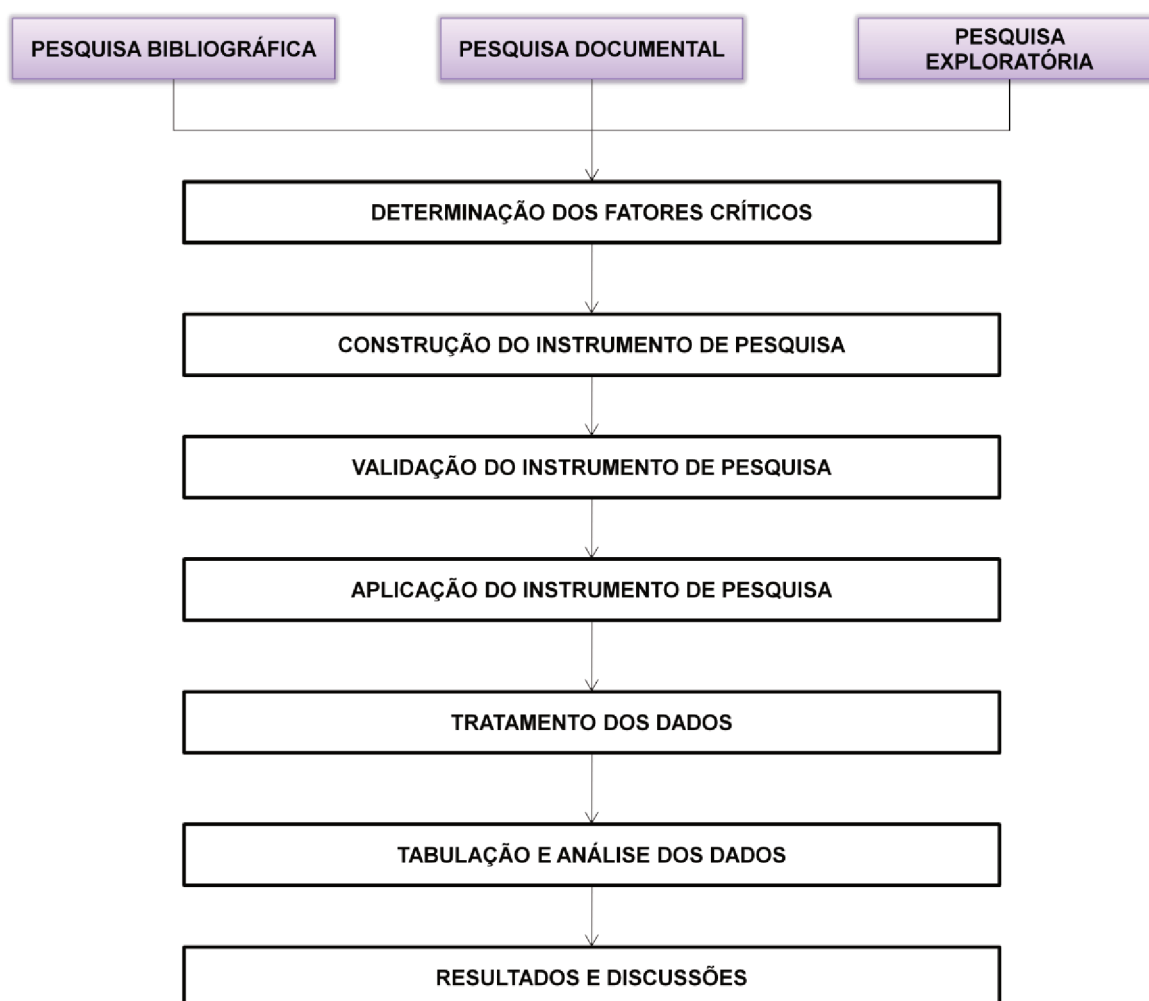 PESQUISA BIBLIOGRÁFICA
PESQUISA DOCUMENTAL
PESQUISA
EXPLORATÓRIA
DETERMINAÇÃO DOS FATORES CRÍTICOS
CONSTRUÇÃO DO INSTRUMENTO DE PESQUISA
VALIDAÇÃO DO INSTRUMENTO DE PESQUISA
APLICAÇÃO DO INSTRUMENTO DE PESQUISA
TRATAMENTO DOS DADOS
TABULAÇÃO E ANÁLISE DOS DADOS
RESULTADOS E DISCUSSÕES